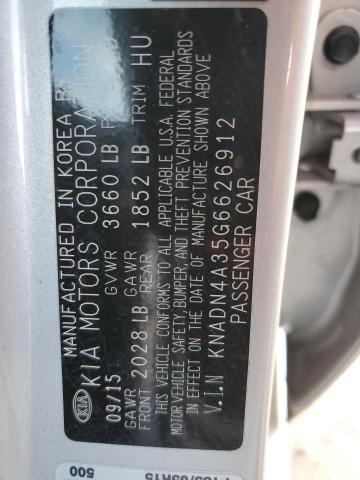 MANUFACTURED IN KOREA BY
KIA MOTORS CORPORATION
09/15 GVWR 3660 LB
GAWR FRONT 2028 LB GAWR REAR 1852 LB TRIM HU
THIS VEHICLE CONFORMS TO ALL APPLICABLE U.S.A. FEDERAL
MOTOR VEHICLE SAFETY, BUMPER, AND THEFT PREVENTION STANDARDS
IN EFFECT ON THE DATE OF MANUFACTURE SHOWN ABOVE
V.I.N KNADN4A35G6626912
PASSENGER CAR
KIA
500